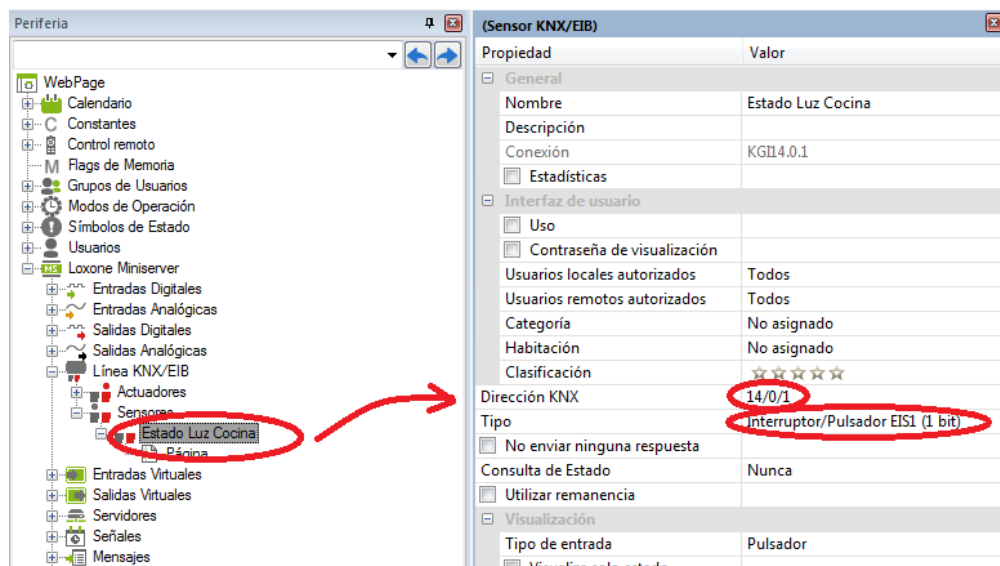 Periferia
WebPage
Calendario
C Constantes
Control remoto
M Flags de Memoria
Grupos de Usuarios
Modos de Operación
Símbolos de Estado
Usuarios
MS Loxone Miniserver
Entradas Digitales
Entradas Analógicas
Salidas Digitales
Salidas Analógicas
Línea KNX/EIB
Actuadores
Sensores
Estado Luz Cocina
Página
Entradas Virtuales
Salidas Virtuales
Servidores
Señales
Mensajes
(Sensor KNX/EIB)
Propiedad Valor
General
Nombre Estado Luz Cocina
Descripción
Conexión KGI14.0.1
Estadísticas
Interfaz de usuario
Uso
Contraseña de visualización
Usuarios locales autorizados Todos
Usuarios remotos autorizados Todos
Categoría No asignado
Habitación No asignado
Clasificación
Dirección KNX 14/0/1
Tipo Interruptor/Pulsador EIS1 (1 bit)
No enviar ninguna respuesta
Consulta de Estado Nunca
Utilizar remanencia
Visualización
Tipo de entrada Pulsador
Visualiza solo estado